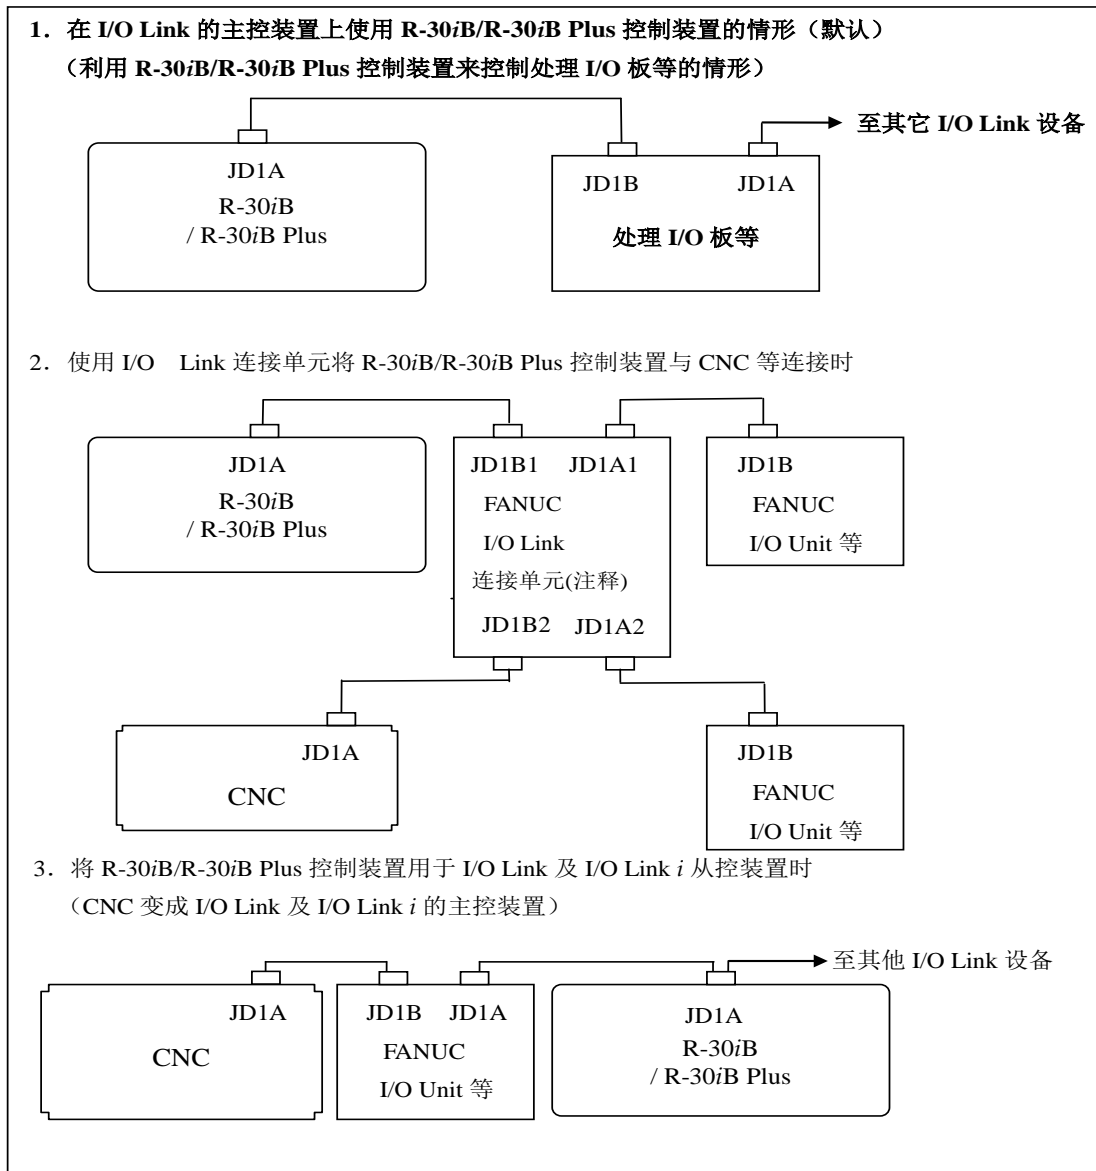 1．在 I/O Link 的主控装置上使用 R-30iB/R-30iB Plus 控制装置的情形（默认）
（利用 R-30iB/R-30iB Plus 控制装置来控制处理 I/O 板等的情形）
至其它 I/O Link 设备
JD1A
R-30iB
/ R-30iB Plus
JD1B JD1A
处理 I/O 板等
2．使用 I/O Link 连接单元将 R-30iB/R-30iB Plus 控制装置与 CNC 等连接时
JD1A
R-30iB
/ R-30iB Plus
JD1B1 JD1A1
FANUC
I/O Link
连接单元(注释)
JD1B2 JD1A2
JD1B
FANUC
I/O Unit 等
JD1A
CNC
JD1B
FANUC
I/O Unit 等
3．将 R-30iB/R-30iB Plus 控制装置用于 I/O Link 及 I/O Link i 从控装置时
（CNC 变成 I/O Link 及 I/O Link i 的主控装置）
至其他 I/O Link 设备
JD1A
CNC
JD1B JD1A
FANUC
I/O Unit 等
JD1A
R-30iB
/ R-30iB Plus